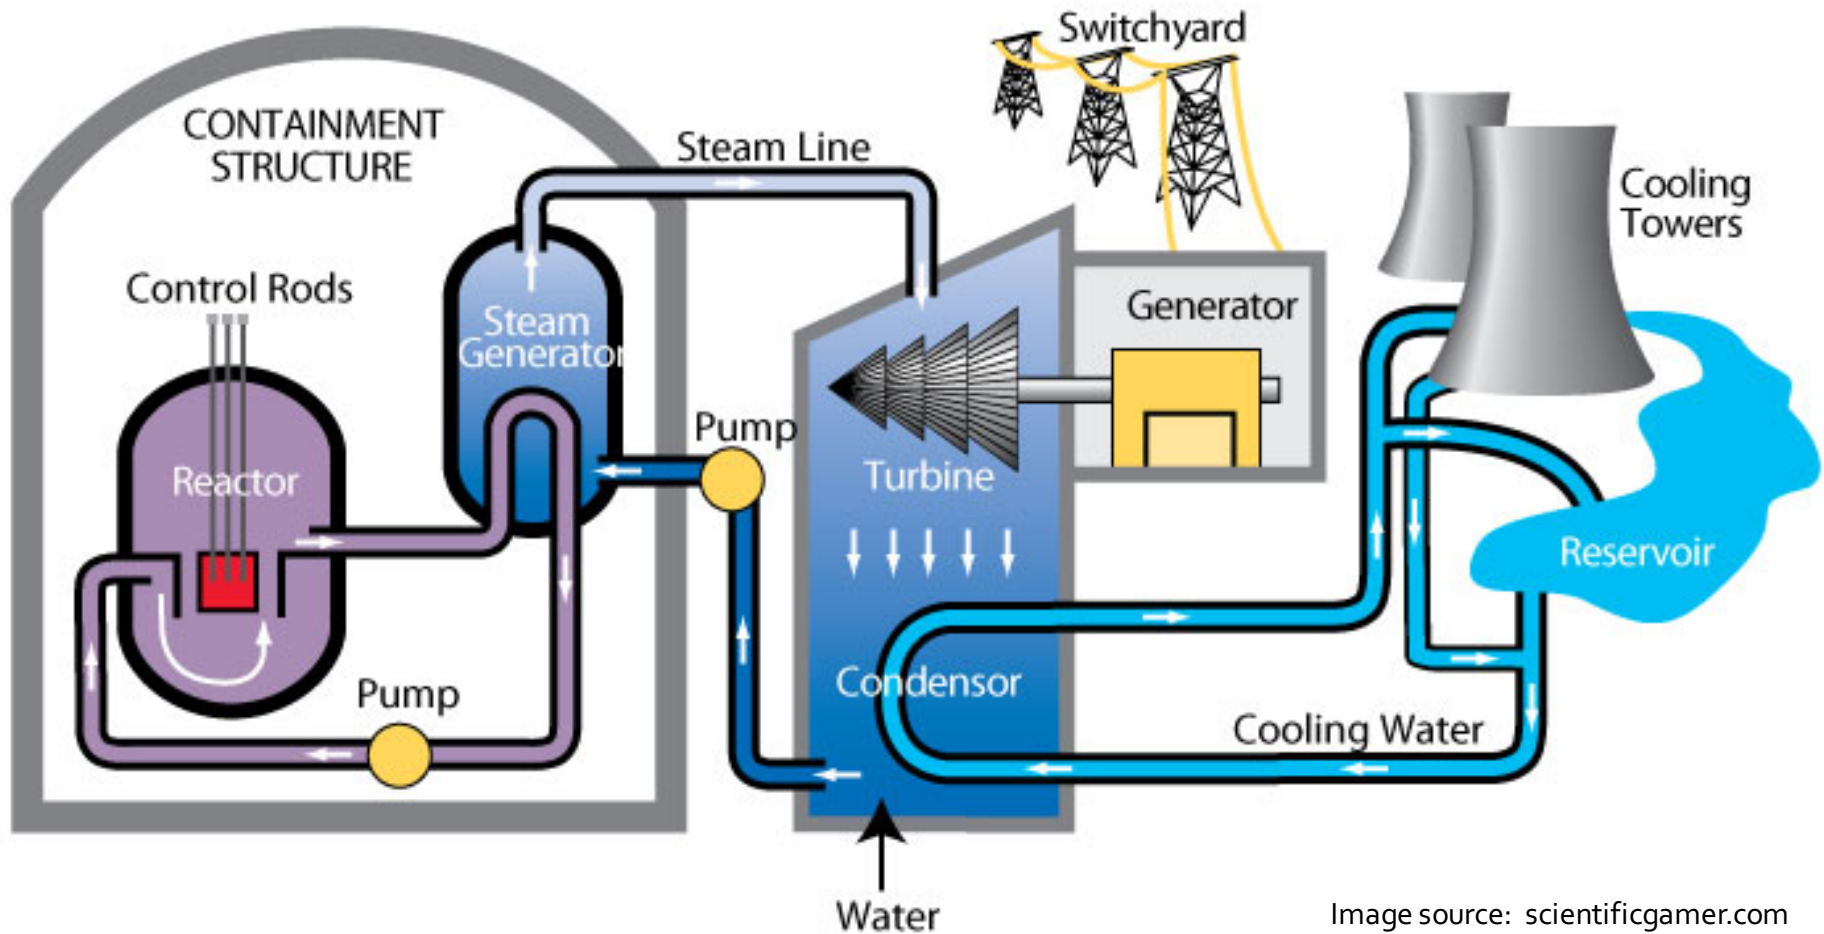 Switchyard
CONTAINMENT
STRUCTURE
Steam Line
Cooling
Towers
Control Rods
Steam
Generator
Generator
Pump
Turbine
Reactor
Reservoir
Condensor
Pump
Cooling Water
Water
Image source: scientificgamer.com